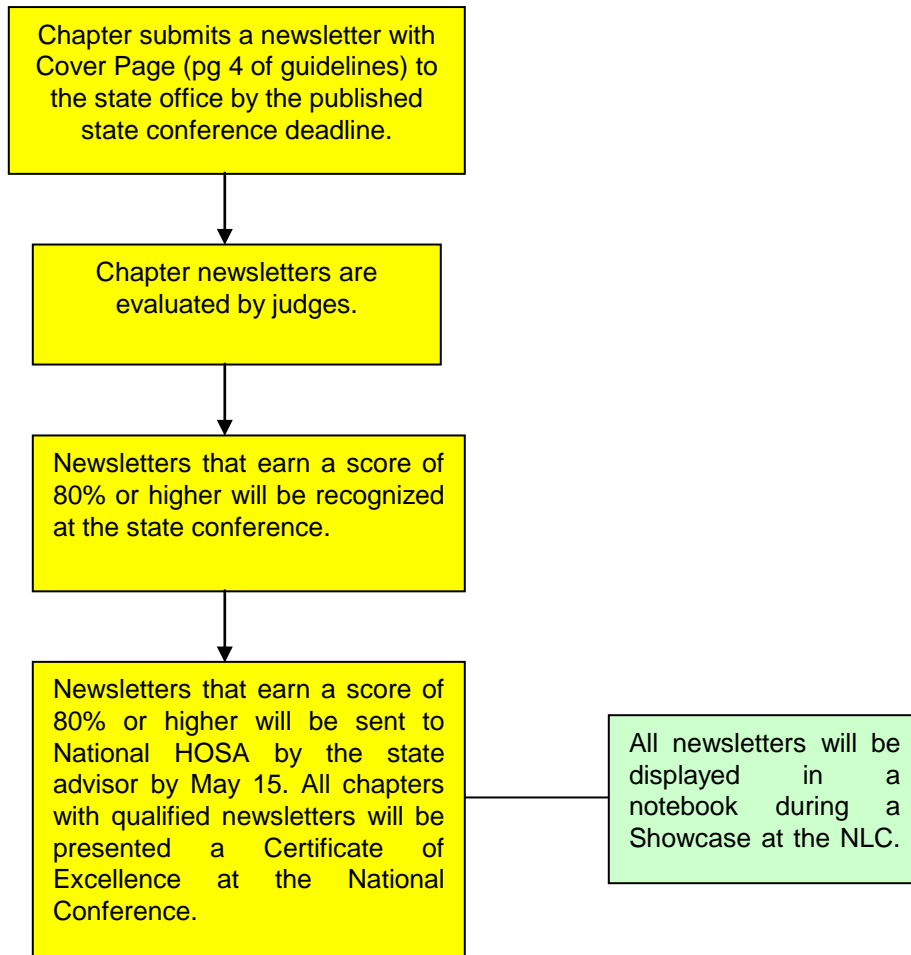 Chapter submits a newsletter with
Cover Page (pg 4 of guidelines) to
the state office by the published
state conference deadline.
Chapter newsletters are
evaluated by judges.
Newsletters that earn a score of
80% or higher will be recognized
at the state conference.
Newsletters that earn a score of
80% or higher will be sent to
National HOSA by the state
advisor by May 15. All chapters
with qualified newsletters will be
presented a Certificate of
Excellence at the National
Conference.
All newsletters will be
displayed in a
notebook during a
Showcase at the NLC.